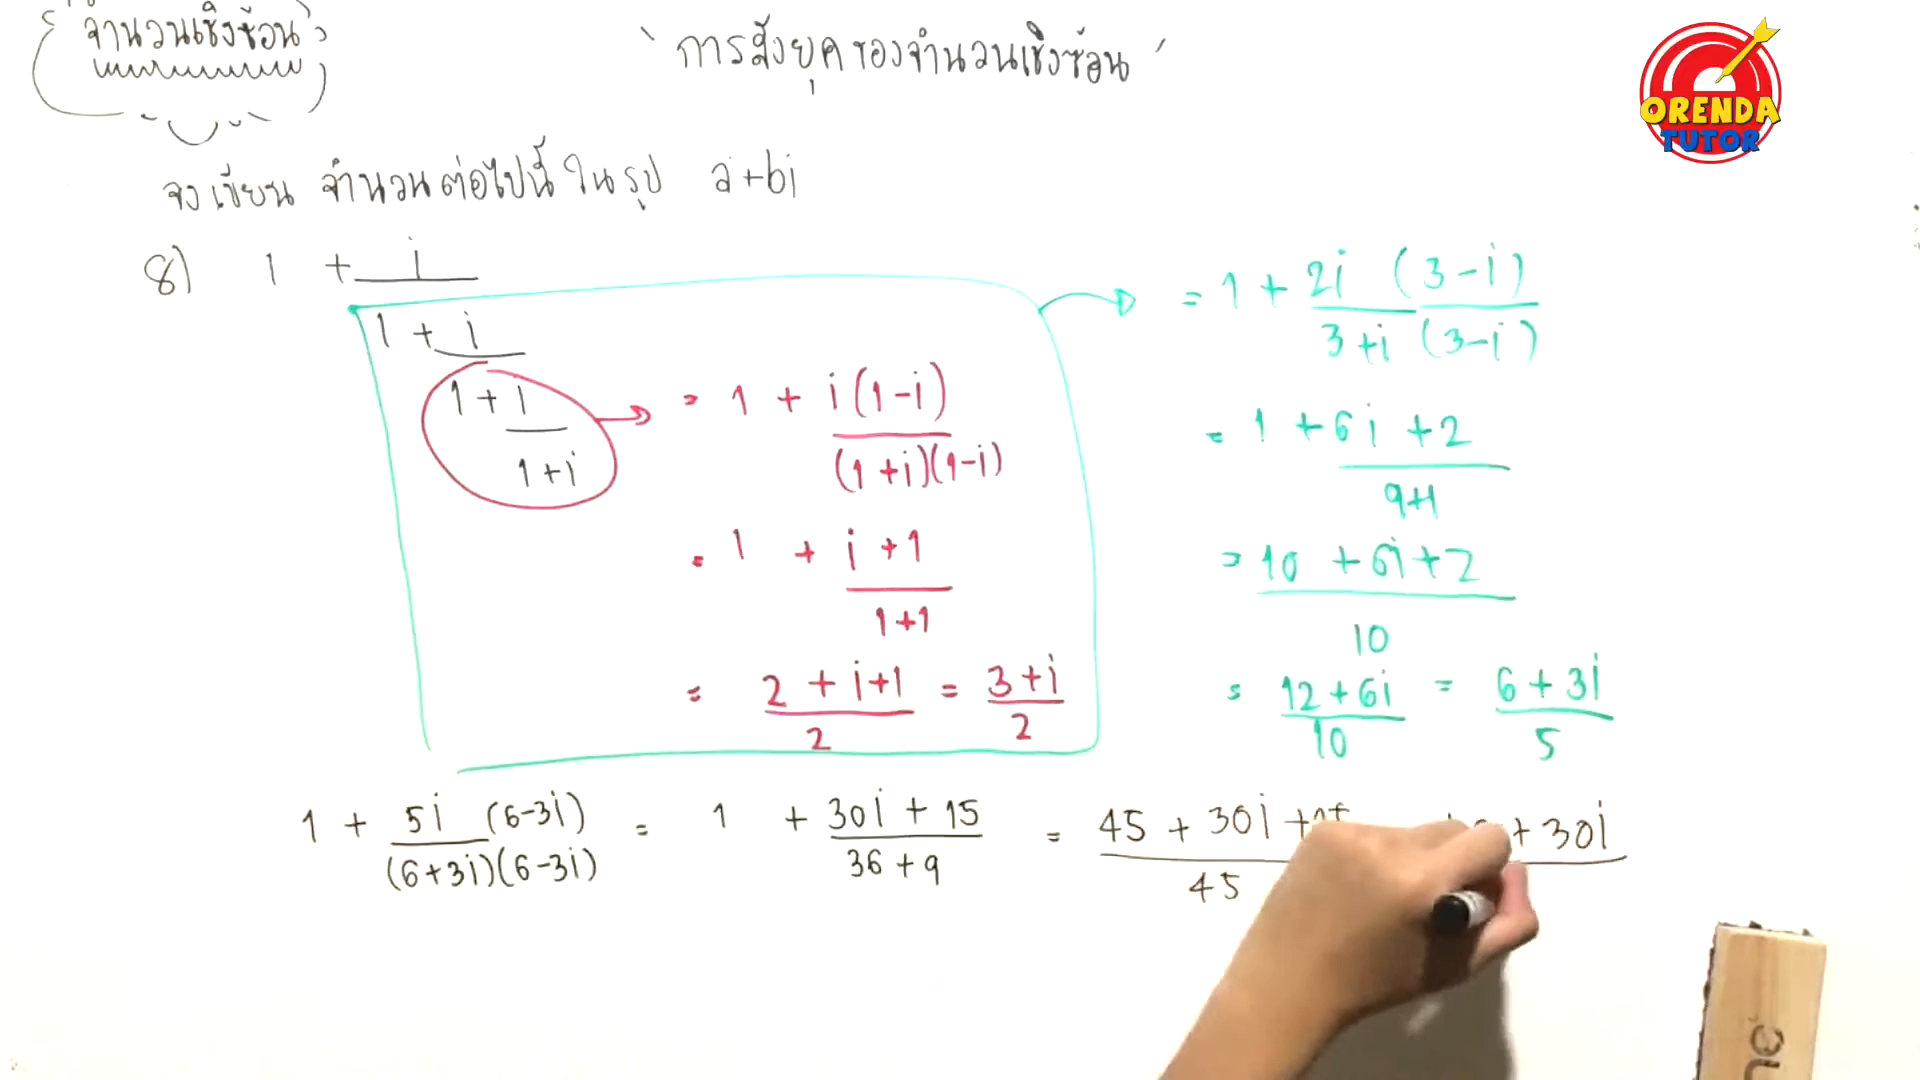 จำนวนเชิงซ้อน
" การสังยุคของจำนวนเชิงซ้อน "
ORENDA
TUTOR
จงเขียน จำนวนต่อไปนี้ ในรูป a+bi
8) 1 + i
1 + i
1 + i
1 + i
= 1 + i(1-i)
(1+i)(1-i)
= 1 + i + 1
1+1
= 2 + i+1 = 3+i
2 2
= 1 + 2i (3-i)
3+i (3-i)
= 1 + 6i + 2
9+1
= 10 + 6i + 2
10
= 12+6i = 6+3i
10 5
1 + 5i (6-3i) = 1 + 30i + 15 = 45 + 30i + + 30i
(6+3i)(6-3i) 36 + 9 45